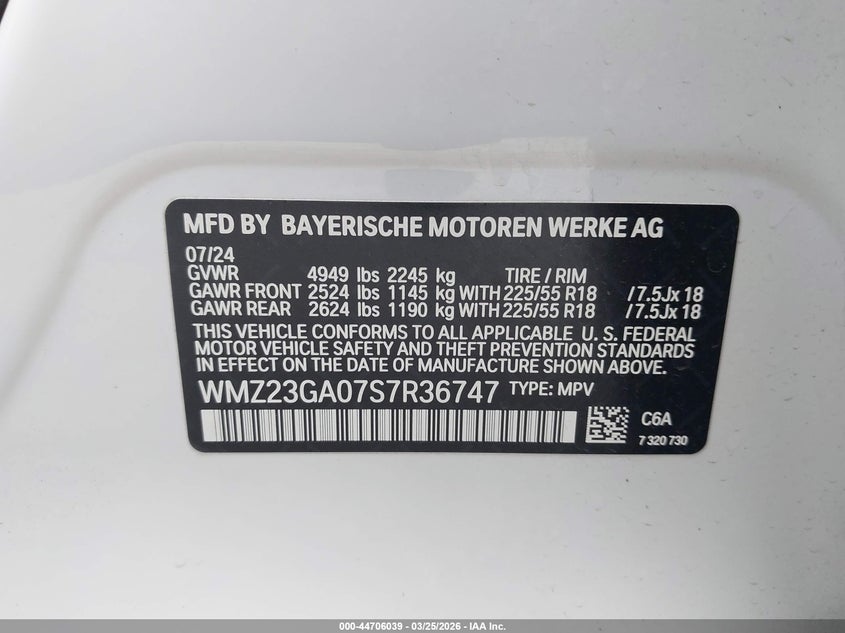 MFD BY BAYERISCHE MOTOREN WERKE AG
07/24
GVWR 4949 lbs 2245 kg TIRE / RIM
GAWR FRONT 2524 lbs 1145 kg WITH 225/55 R18 / 7.5Jx 18
GAWR REAR 2624 lbs 1190 kg WITH 225/55 R18 / 7.5Jx 18
THIS VEHICLE CONFORMS TO ALL APPLICABLE U. S. FEDERAL
MOTOR VEHICLE SAFETY AND THEFT PREVENTION STANDARDS
IN EFFECT ON THE DATE OF MANUFACTURE SHOWN ABOVE.
WMZ23GA07S7R36747 TYPE: MPV
C6A
7 320 730
000-44706039 - 03/25/2026 - IAA Inc.